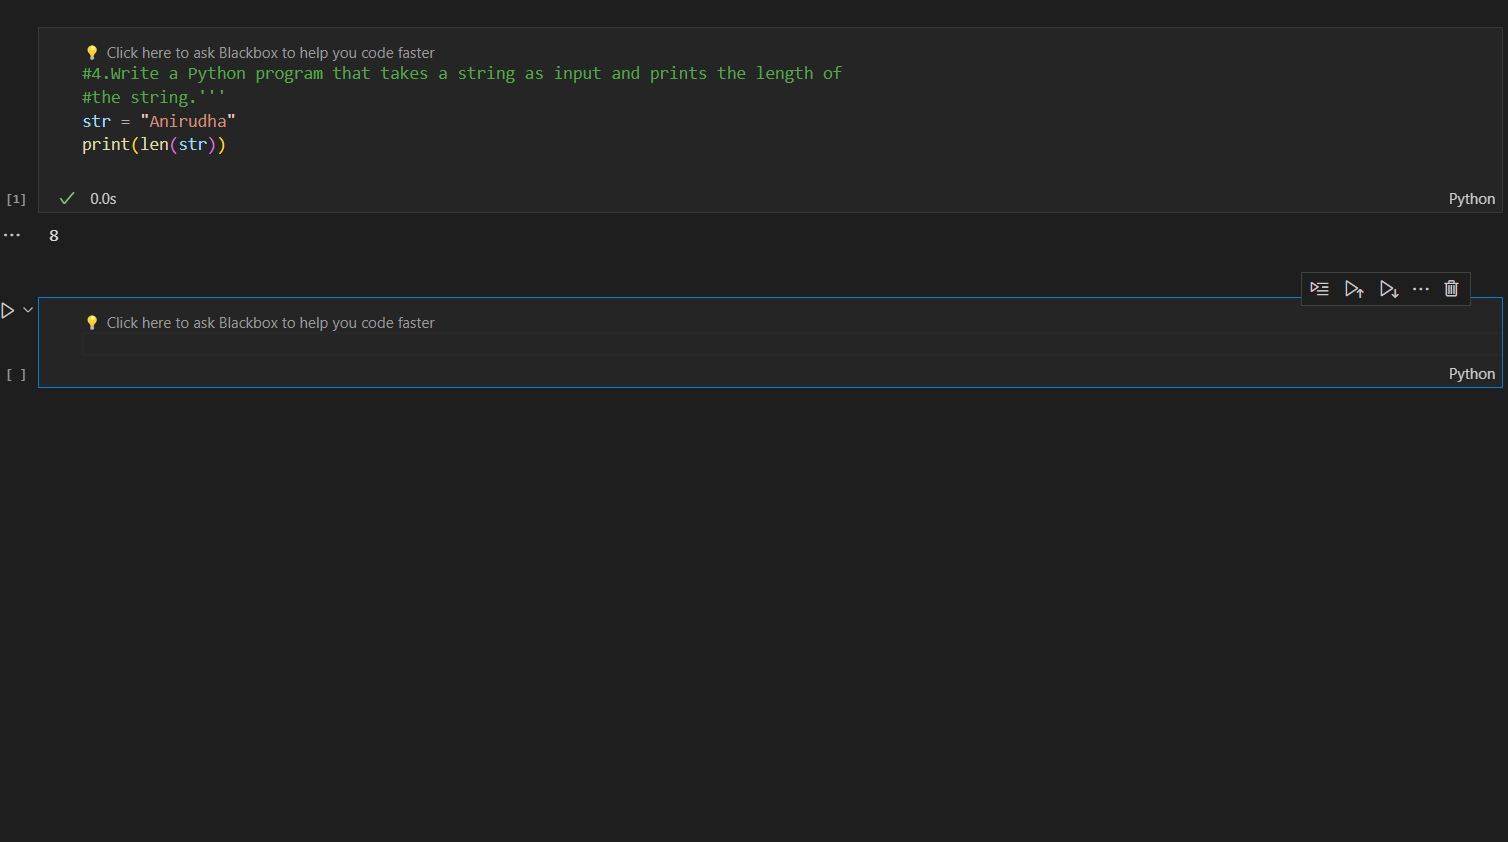 💡 Click here to ask Blackbox to help you code faster
#4.Write a Python program that takes a string as input and prints the length of
#the string.'''
str = "Anirudha"
print(len(str))
[1]
0.0s
Python
8
💡 Click here to ask Blackbox to help you code faster
[ ]
Python